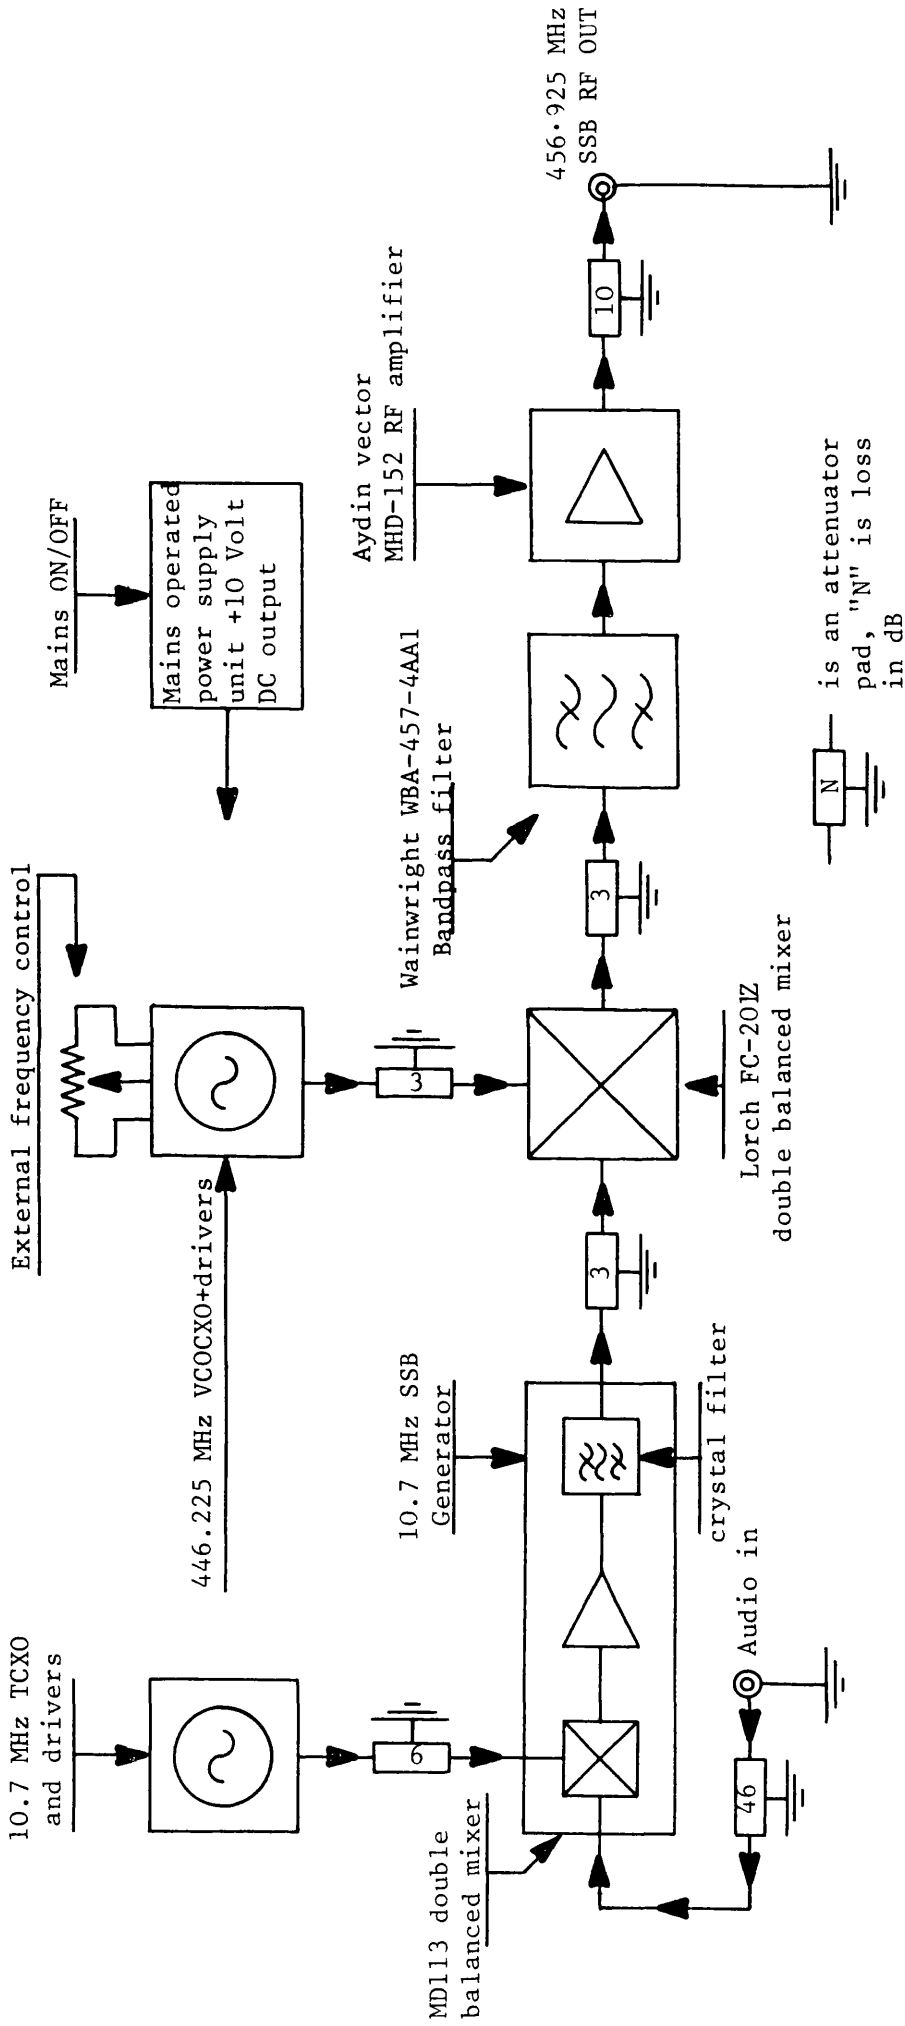 10.7 MHz TCXO
and drivers
446.225 MHz VCOCXO+drivers
External frequency control
Mains ON/OFF
Mains operated
power supply
unit +10 Volt
DC output
6
3
MD113 double
balanced mixer
10.7 MHz SSB
Generator
Wainwright WBA-457-4AA1
Bandpass filter
Aydin vector
MHD-152 RF amplifier
456·925 MHz
SSB RF OUT
3
3
10
46
Audio in
crystal filter
Lorch FC-201Z
double balanced mixer
N
is an attenuator
pad, "N" is loss
in dB